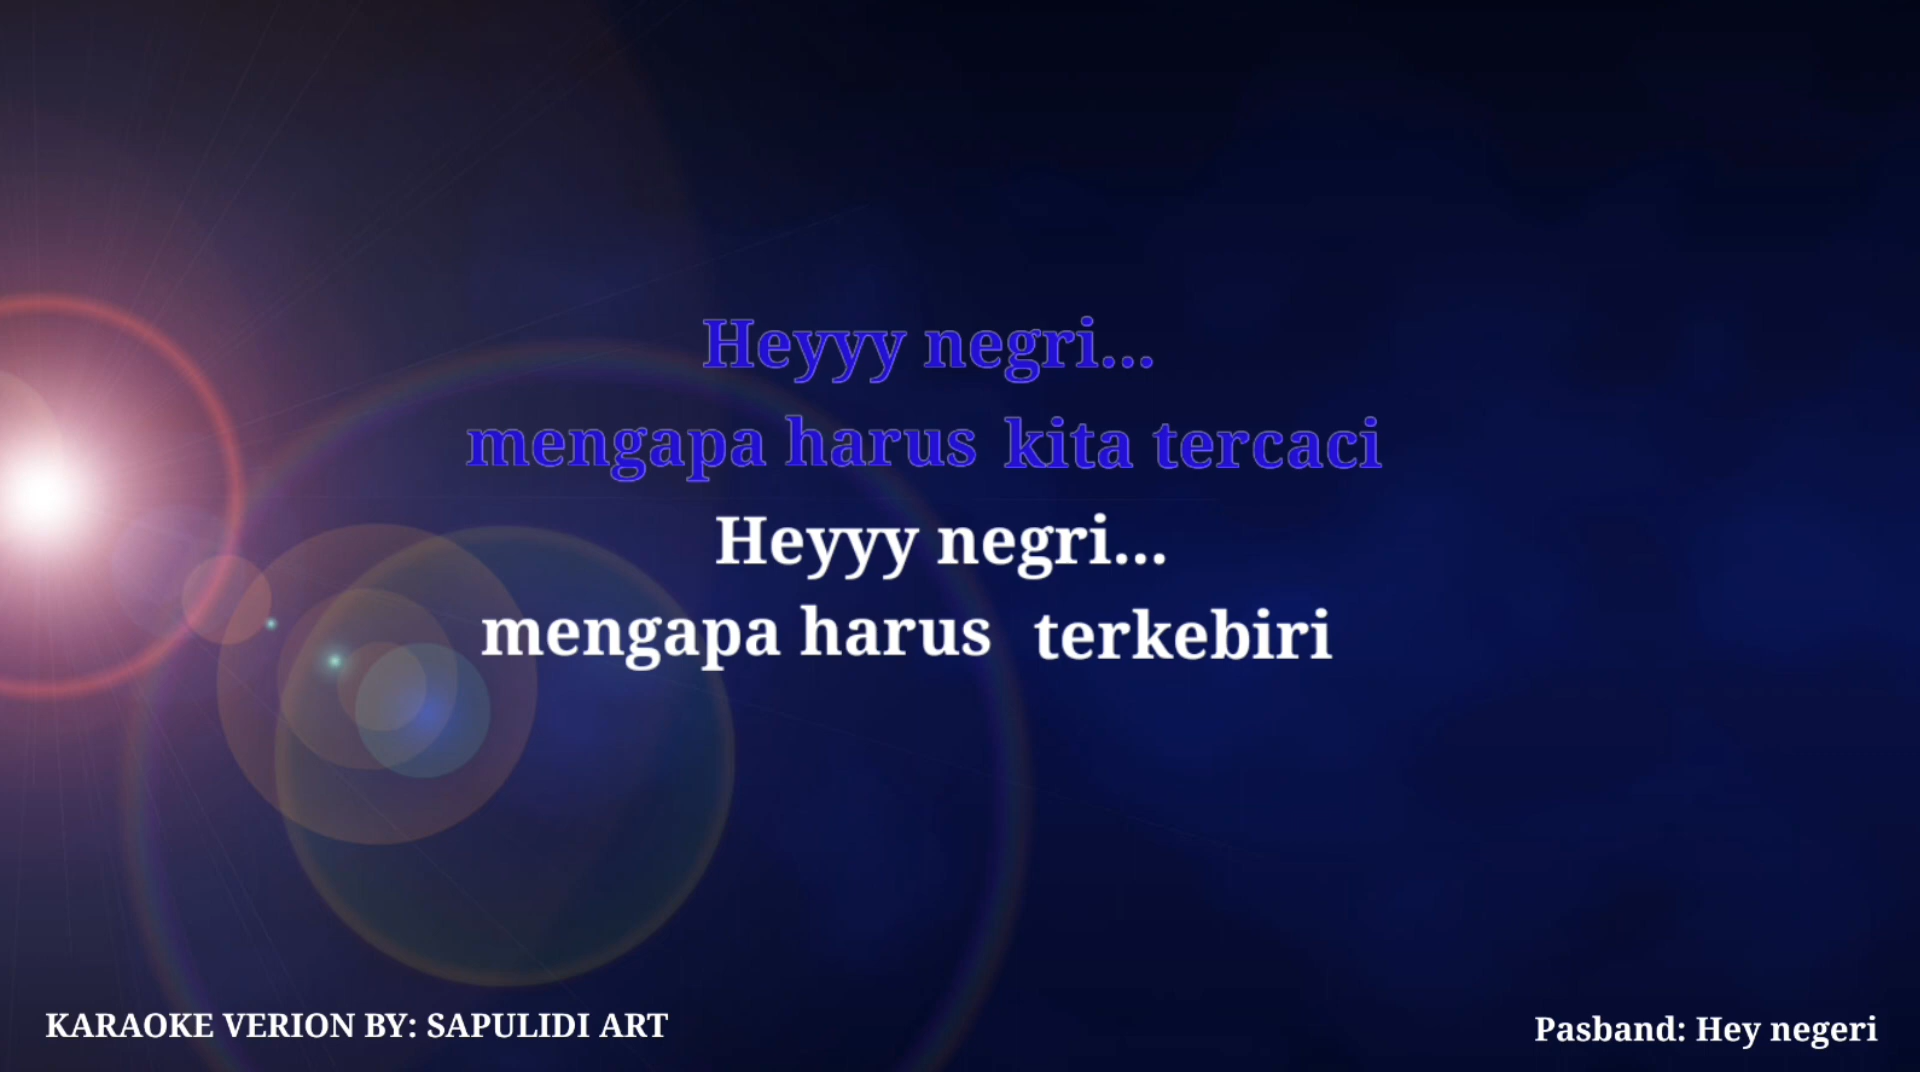 Heyyy negri...
mengapa harus kita tercaci
Heyyy negri...
mengapa harus terkebiri
KARAOKE VERION BY: SAPULIDI ART
Pasband: Hey negeri